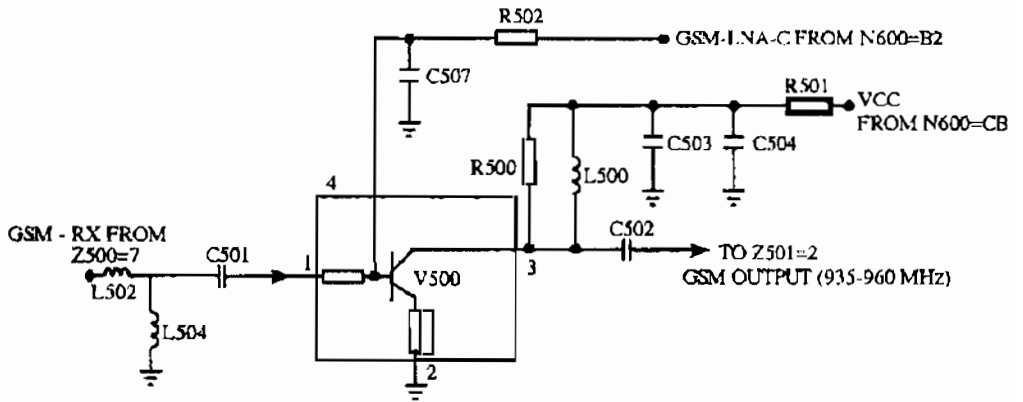 R502
GSM-LNA-C FROM N600=B2
C507
R501
VCC
FROM N600=CB
C503
C504
R500
L500
4
GSM - RX FROM
Z500=7
C501
C502
1
3
TO Z501=2
L502
V500
GSM OUTPUT (935-960 MHz)
L504
2